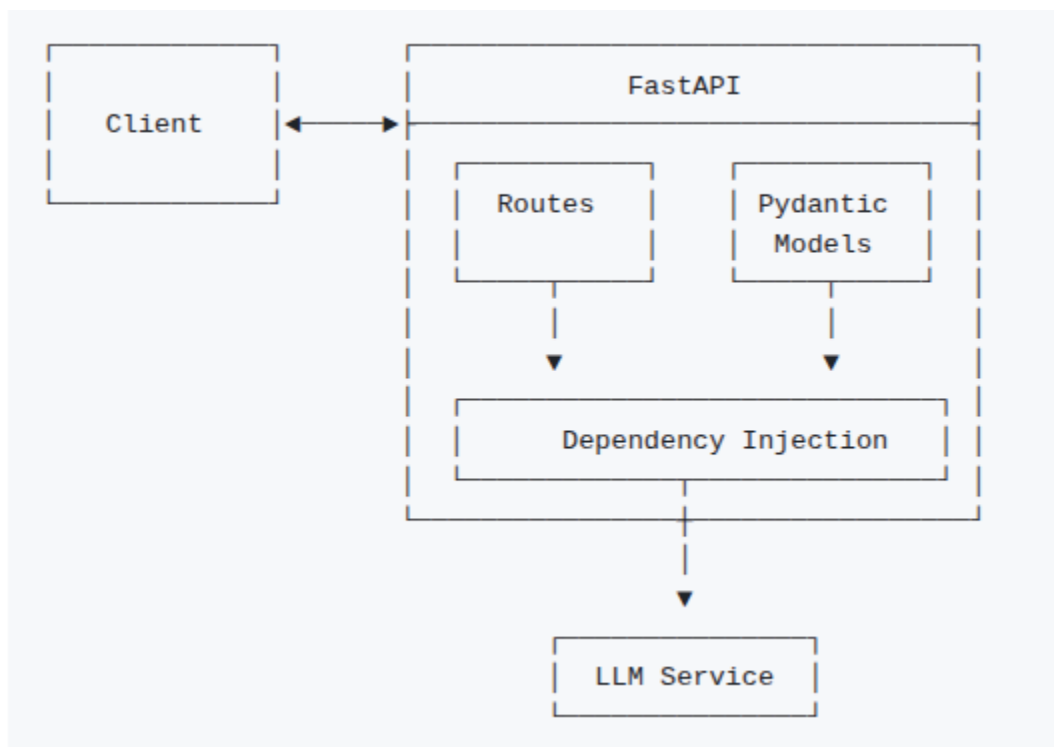 FastAPI
Client
Routes
Pydantic
Models
Dependency Injection
LLM Service